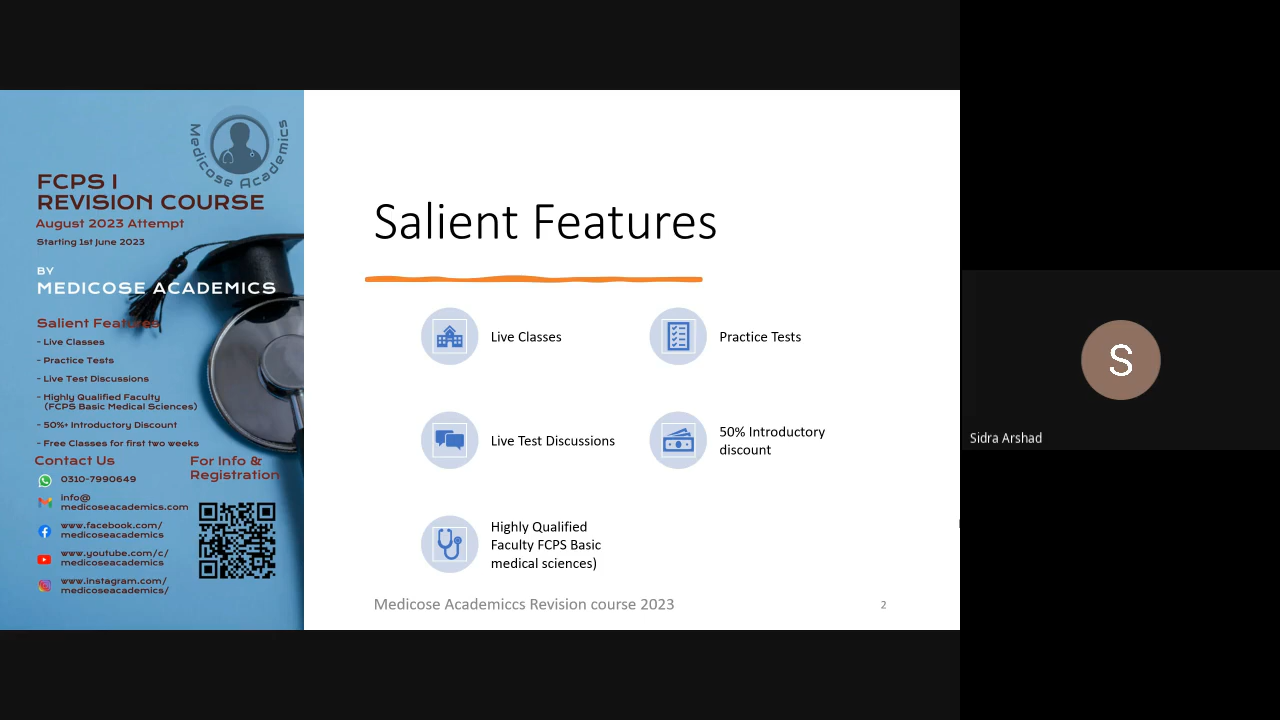 Medicose Academics
FCPS I
REVISION COURSE
August 2023 Attempt
Starting 1st June 2023
BY
MEDICOSE ACADEMICS
Salient Features
- Live Classes
- Practice Tests
- Live Test Discussions
- Highly Qualified Faculty
(FCPS Basic Medical Sciences)
- 50%+ Introductory Discount
- Free Classes for first two weeks
Contact Us
0310-7990649
info@
medicoseacademics.com
www.facebook.com/
medicoseacademics
www.youtube.com/c/
medicoseacademics
www.instagram.com/
medicoseacademics/
For Info &
Registration
Salient Features
Live Classes
Practice Tests
Live Test Discussions
50% Introductory
discount
Highly Qualified
Faculty FCPS Basic
medical sciences)
Medicose Academiccs Revision course 2023
2
S
Sidra Arshad